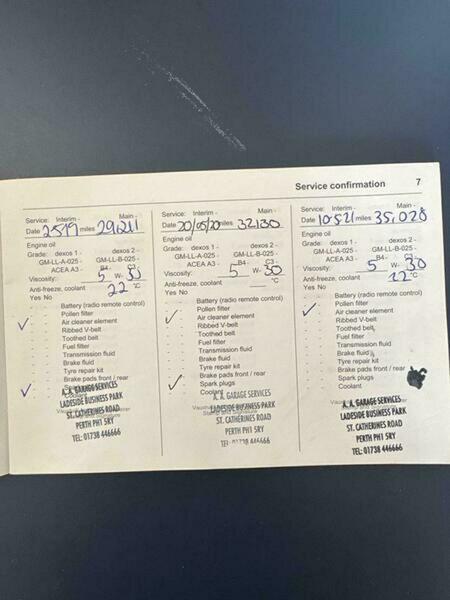 Service confirmation 7
Service: Interim - Main -
Date 2519 miles 29,211
Engine oil
Grade: dexos 1 - dexos 2 -
GM-LL-A-025 - GM-LL-B-025 -
ACEA A3 - B4 - C3 -
Viscosity: 5 W- 30
Anti-freeze, coolant 22 °C
Yes No
Battery (radio remote control)
Pollen filter
Air cleaner element
Ribbed V-belt
Toothed belt
Fuel filter
Transmission fluid
Brake fluid
Tyre repair kit
Brake pads front / rear
Spark plugs
Coolant
A. A. GARAGE SERVICES
LADESIDE BUSINESS PARK
ST. CATHERINES ROAD
PERTH PH1 5RY
TEL: 01738 446666
Service: Interim - Main -
Date 20/05/20 miles 32130
Engine oil
Grade: dexos 1 - dexos 2 -
GM-LL-A-025 - GM-LL-B-025 -
ACEA A3 - B4 - C3 -
Viscosity: 5 W- 30
Anti-freeze, coolant °C
Yes No
Battery (radio remote control)
Pollen filter
Air cleaner element
Ribbed V-belt
Toothed belt
Fuel filter
Transmission fluid
Brake fluid
Tyre repair kit
Brake pads front / rear
Spark plugs
Coolant
A. A. GARAGE SERVICES
LADESIDE BUSINESS PARK
ST. CATHERINES ROAD
PERTH PH1 5RY
TEL: 01738 446666
Service: Interim - Main -
Date 10.5.21 miles 35,028
Engine oil
Grade: dexos 1 - dexos 2 -
GM-LL-A-025 - GM-LL-B-025 -
ACEA A3 - B4 - C3 -
Viscosity: 5 W- 30
Anti-freeze, coolant 22 °C
Yes No
Battery (radio remote control)
Pollen filter
Air cleaner element
Ribbed V-belt
Toothed belt
Fuel filter
Transmission fluid
Brake fluid
Tyre repair kit
Brake pads front / rear
Spark plugs
Coolant
A. A. GARAGE SERVICES
LADESIDE BUSINESS PARK
ST. CATHERINES ROAD
PERTH PH1 5RY
TEL: 01738 446666